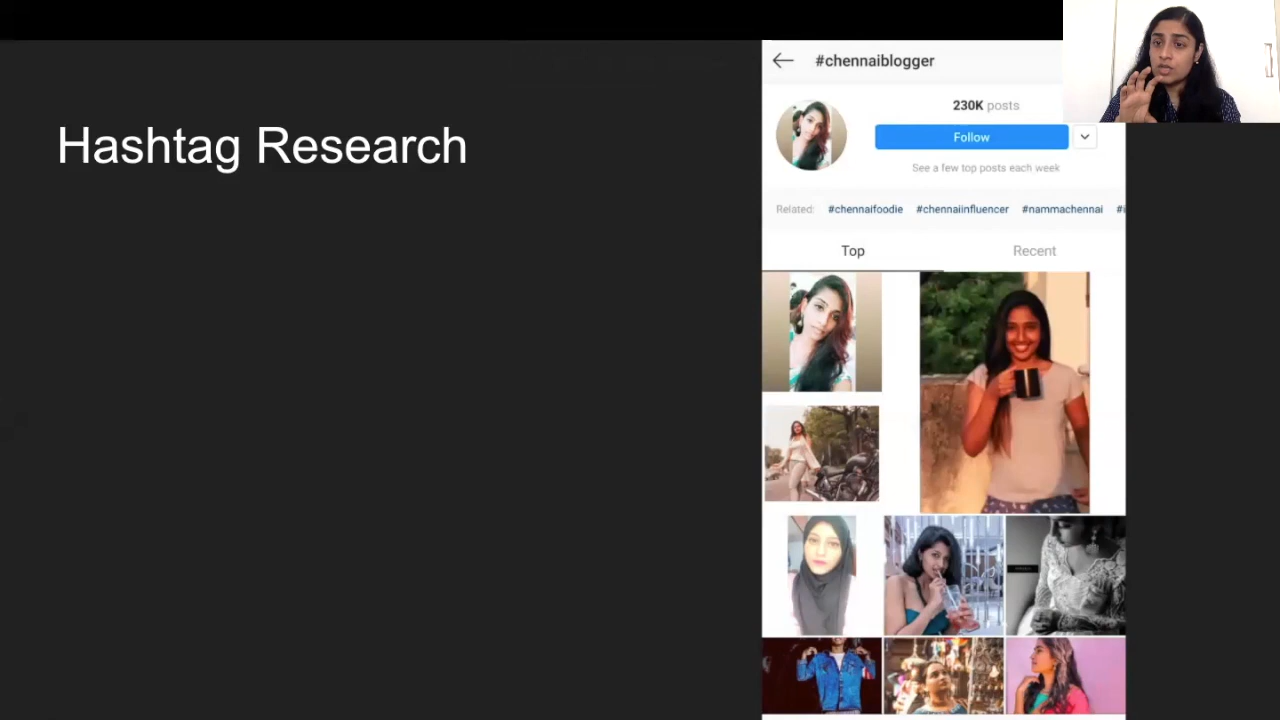 Hashtag Research
#chennaiblogger
230K posts
Follow
See a few top posts each week
Related: #chennaifoodie #chennaiinfluencer #nammachennai #i
Top Recent